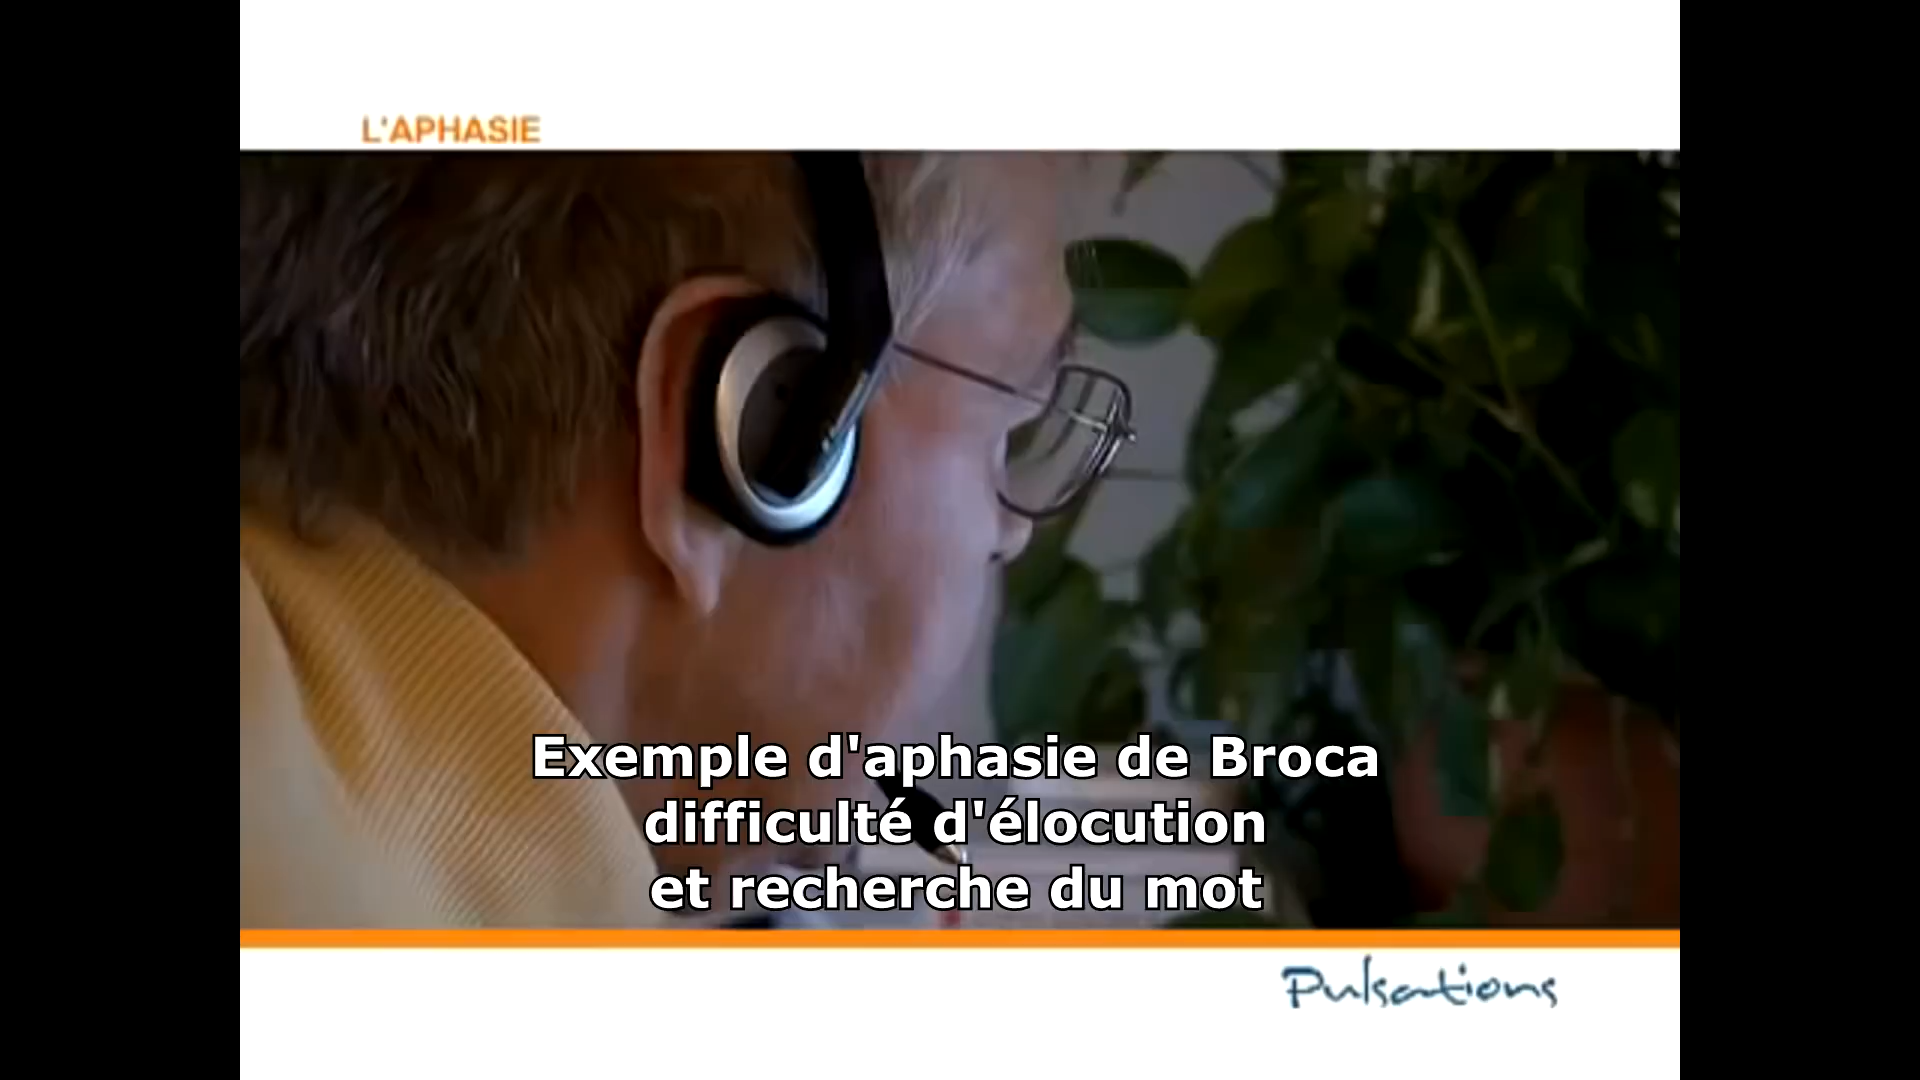 L'APHASIE
Exemple d'aphasie de Broca
difficulté d'élocution
et recherche du mot
Pulsations